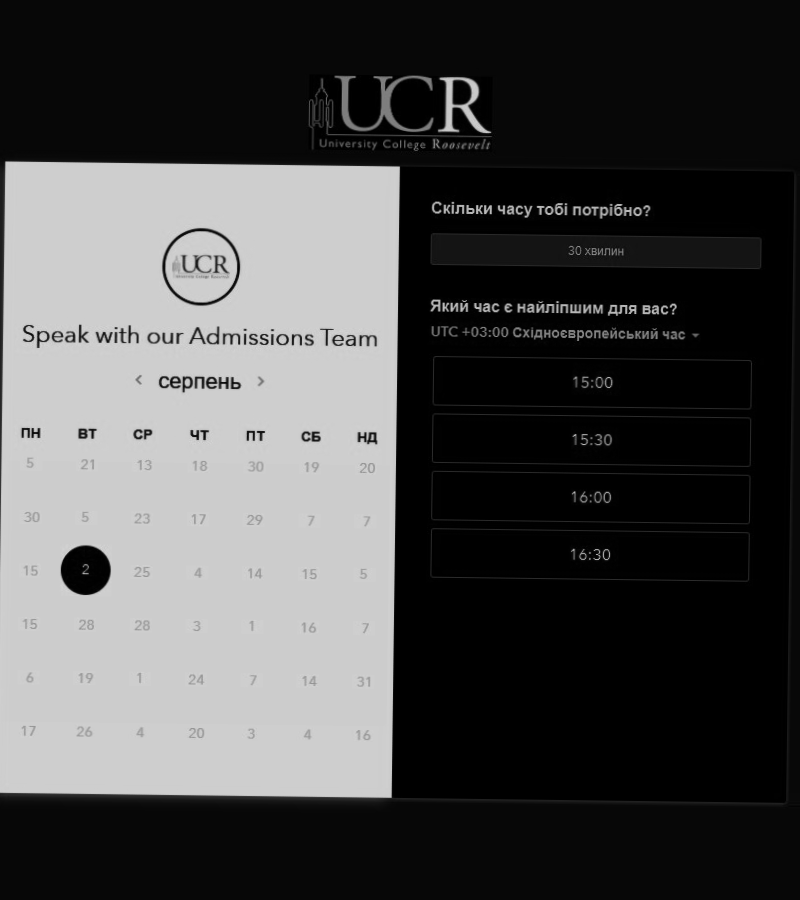 UCR
University College Roosevelt
UCR
University College Roosevelt
Speak with our Admissions Team
серпень
ПН ВТ СР ЧТ ПТ СБ НД
5 21 13 18 30 19 20
30 5 23 17 29 7 7
15 2 25 4 14 15 5
15 28 28 3 1 16 7
6 19 1 24 7 14 31
17 26 4 20 3 4 16
Скільки часу тобі потрібно?
30 хвилин
Який час є найліпшим для вас?
UTC +03:00 Східноєвропейський час
15:00
15:30
16:00
16:30